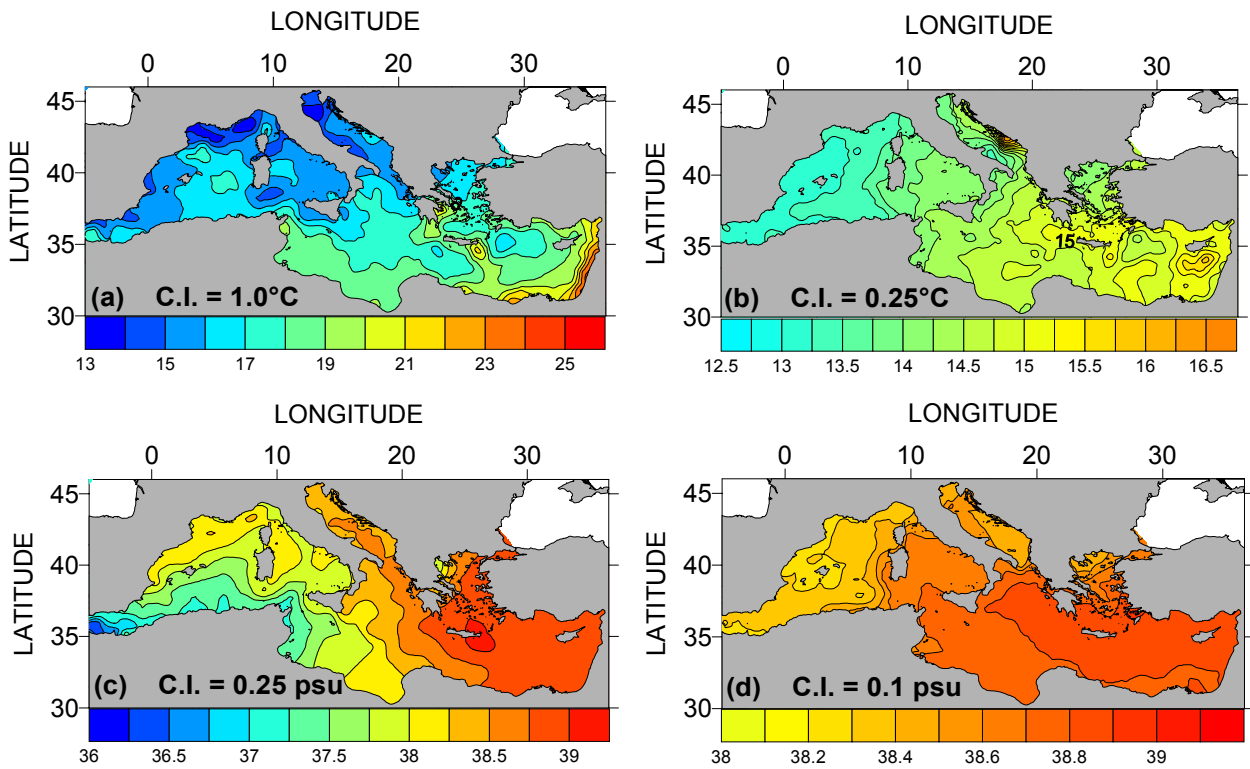 LONGITUDE
0 10 20 30
LATITUDE
45
40
35
30
(a) C.I. = 1.0°C
13 15 17 19 21 23 25
LONGITUDE
0 10 20 30
LATITUDE
45
40
35
30
15
(b) C.I. = 0.25°C
12.5 13 13.5 14 14.5 15 15.5 16 16.5
LONGITUDE
0 10 20 30
LATITUDE
45
40
35
30
(c) C.I. = 0.25 psu
36 36.5 37 37.5 38 38.5 39
LONGITUDE
0 10 20 30
LATITUDE
45
40
35
30
(d) C.I. = 0.1 psu
38 38.2 38.4 38.6 38.8 39